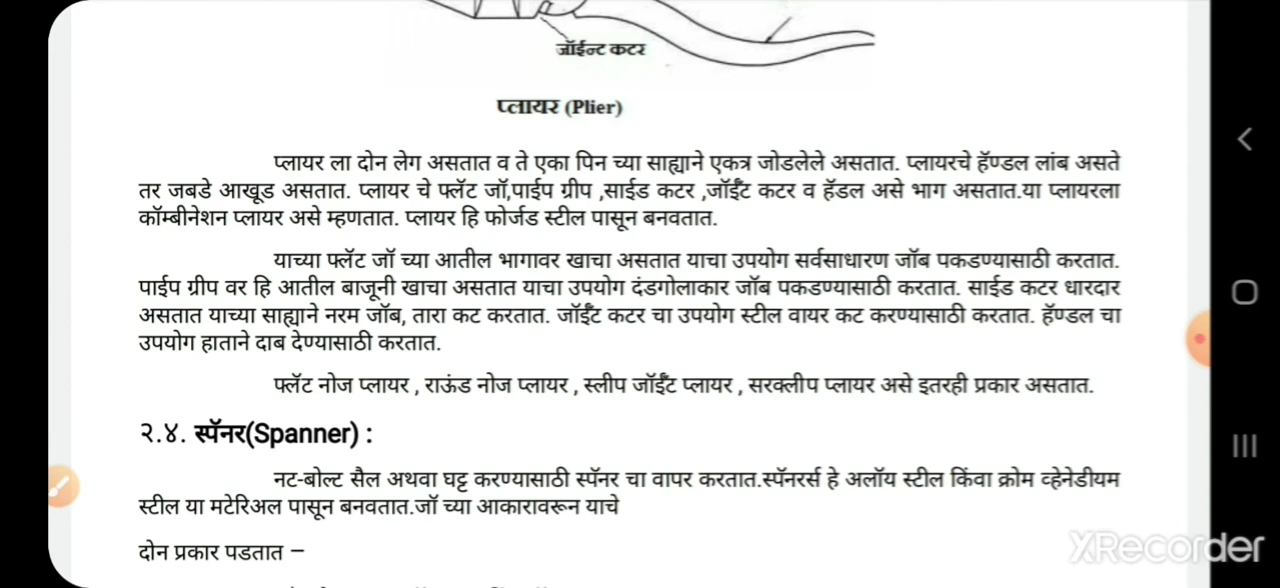 जॉईन्ट कटर
प्लायर (Plier)
प्लायर ला दोन लेग असतात व ते एका पिन च्या साह्याने एकत्र जोडलेले असतात. प्लायरचे हॅण्डल लांब असते
तर जबडे आखूड असतात. प्लायर चे फ्लॅट जॉ,पाईप ग्रीप ,साईड कटर ,जॉईंट कटर व हॅडल असे भाग असतात.या प्लायरला
कॉम्बीनेशन प्लायर असे म्हणतात. प्लायर हि फोर्जड स्टील पासून बनवतात.
याच्या फ्लॅट जॉ च्या आतील भागावर खाचा असतात याचा उपयोग सर्वसाधारण जॉब पकडण्यासाठी करतात.
पाईप ग्रीप वर हि आतील बाजूनी खाचा असतात याचा उपयोग दंडगोलाकार जॉब पकडण्यासाठी करतात. साईड कटर धारदार
असतात याच्या साह्याने नरम जॉब, तारा कट करतात. जॉईंट कटर चा उपयोग स्टील वायर कट करण्यासाठी करतात. हॅण्डल चा
उपयोग हाताने दाब देण्यासाठी करतात.
फ्लॅट नोज प्लायर , राऊंड नोज प्लायर , स्लीप जॉईंट प्लायर , सरक्लीप प्लायर असे इतरही प्रकार असतात.
२.४. स्पॅनर(Spanner) :
नट-बोल्ट सैल अथवा घट्ट करण्यासाठी स्पॅनर चा वापर करतात.स्पॅनरर्स हे अलॉय स्टील किंवा क्रोम व्हेनेडीयम
स्टील या मटेरिअल पासून बनवतात.जॉ च्या आकारावरून याचे
दोन प्रकार पडतात –
XRecorder